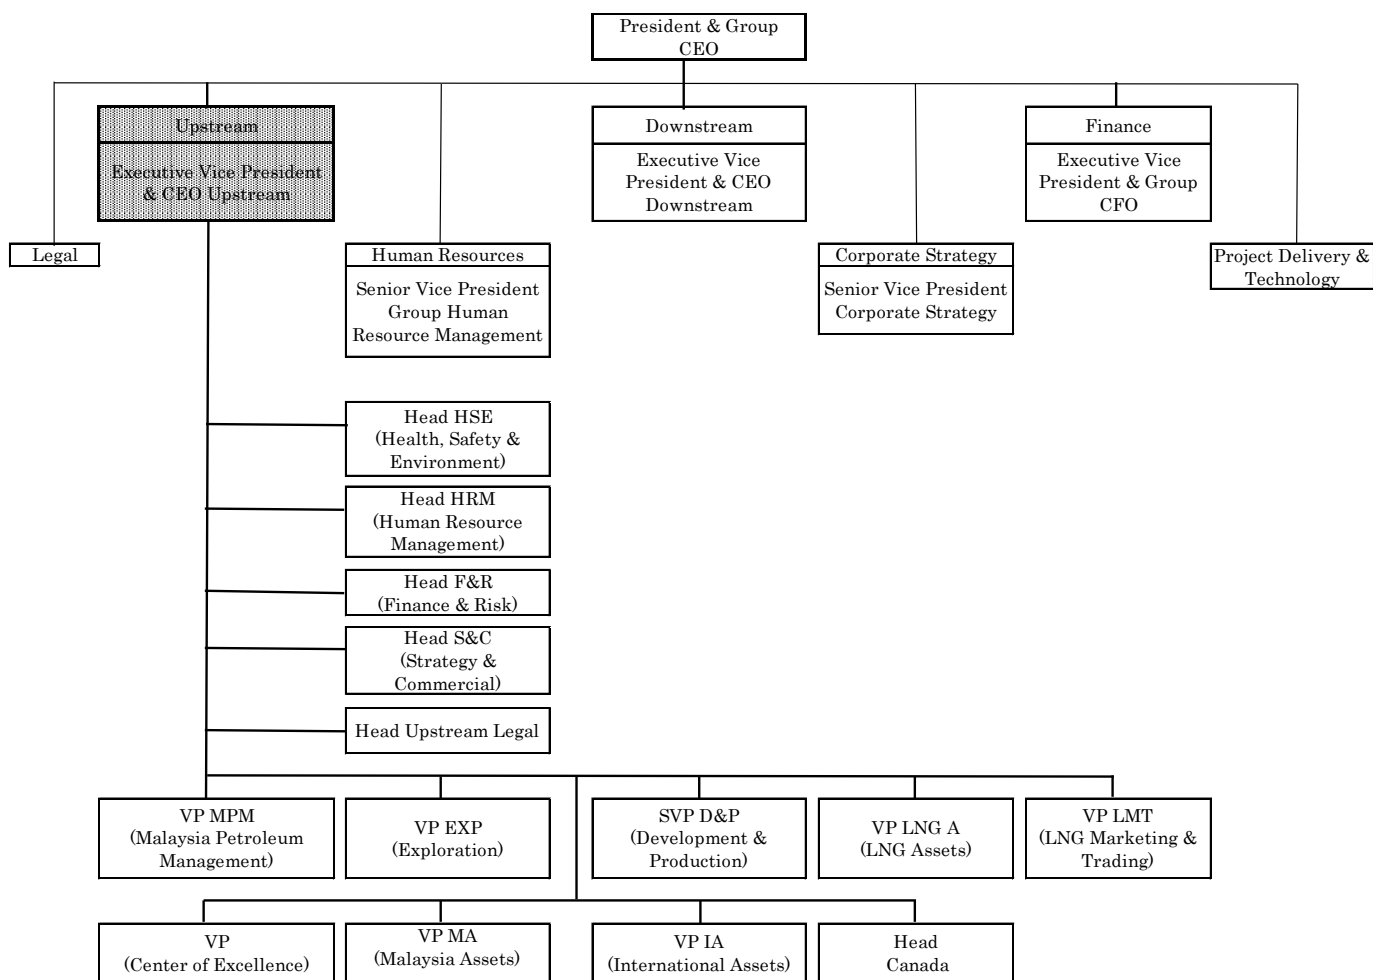 President & Group
CEO
Upstream
Executive Vice President
& CEO Upstream
Downstream
Executive Vice
President & CEO
Downstream
Finance
Executive Vice
President & Group
CFO
Legal
Human Resources
Senior Vice President
Group Human
Resource Management
Corporate Strategy
Senior Vice President
Corporate Strategy
Project Delivery &
Technology
Head HSE
(Health, Safety &
Environment)
Head HRM
(Human Resource
Management)
Head F&R
(Finance & Risk)
Head S&C
(Strategy &
Commercial)
Head Upstream Legal
VP MPM
(Malaysia Petroleum
Management)
VP EXP
(Exploration)
SVP D&P
(Development &
Production)
VP LNG A
(LNG Assets)
VP LMT
(LNG Marketing &
Trading)
VP
(Center of Excellence)
VP MA
(Malaysia Assets)
VP IA
(International Assets)
Head
Canada